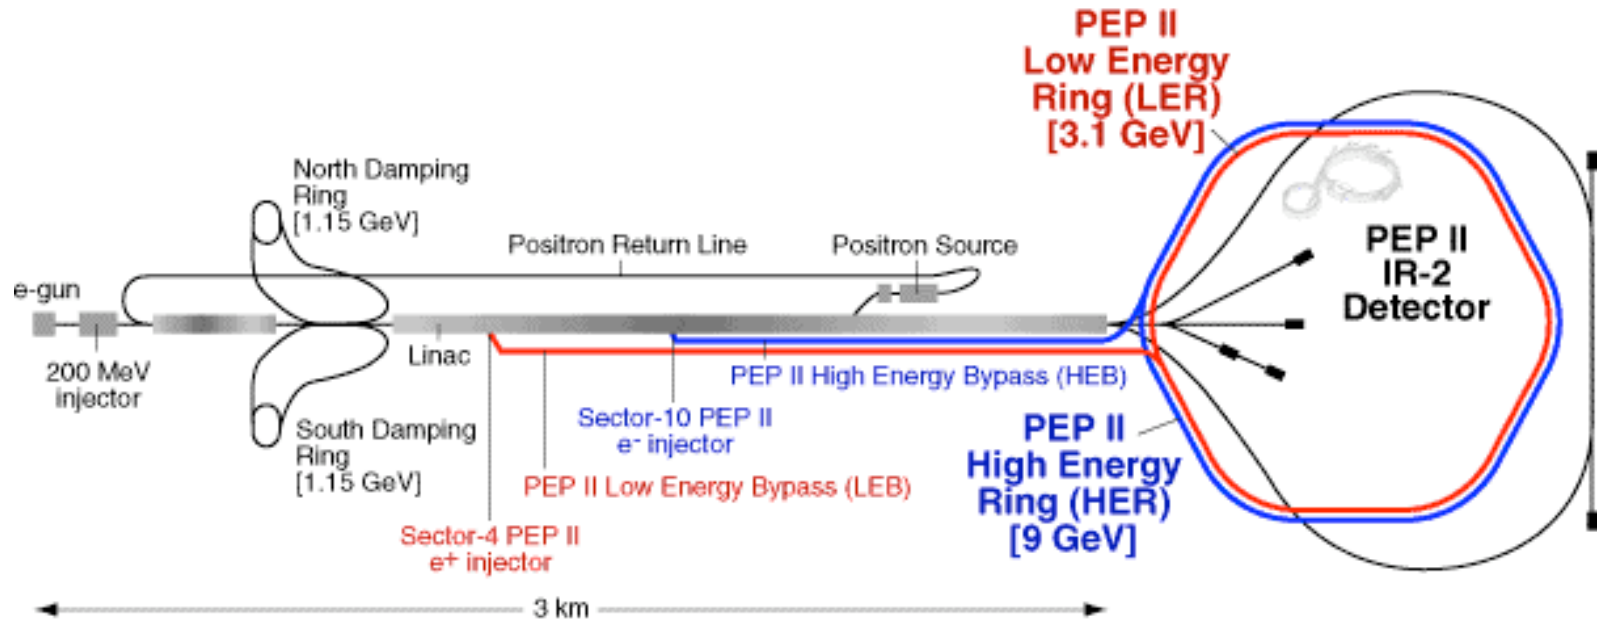 PEP II
Low Energy
Ring (LER)
[3.1 GeV]
North Damping
Ring
[1.15 GeV]
Positron Return Line
Positron Source
e-gun
PEP II
IR-2
Detector
200 MeV
injector
Linac
PEP II High Energy Bypass (HEB)
Sector-10 PEP II
e- injector
South Damping
Ring
[1.15 GeV]
PEP II Low Energy Bypass (LEB)
PEP II
High Energy
Ring (HER)
[9 GeV]
Sector-4 PEP II
e+ injector
3 km